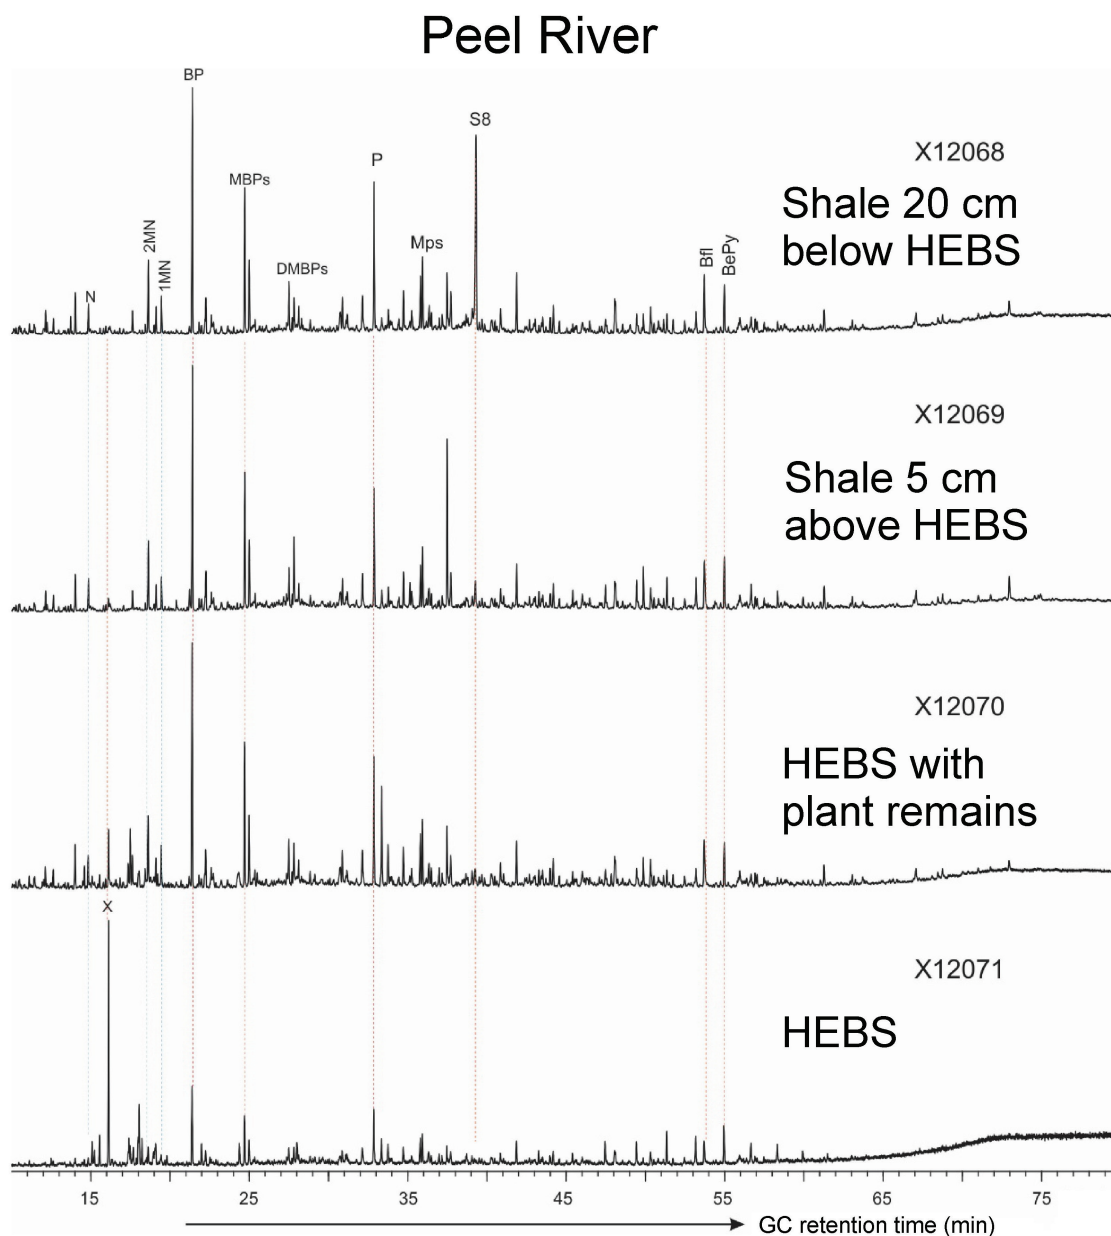 Peel River
BP
S8
P
X12068
MBPs
Shale 20 cm
below HEBS
2MN
Mps
Bfl
BePy
1MN
DMBPs
N
X12069
Shale 5 cm
above HEBS
X12070
HEBS with
plant remains
X
X12071
HEBS
15 25 35 45 55 65 75
GC retention time (min)